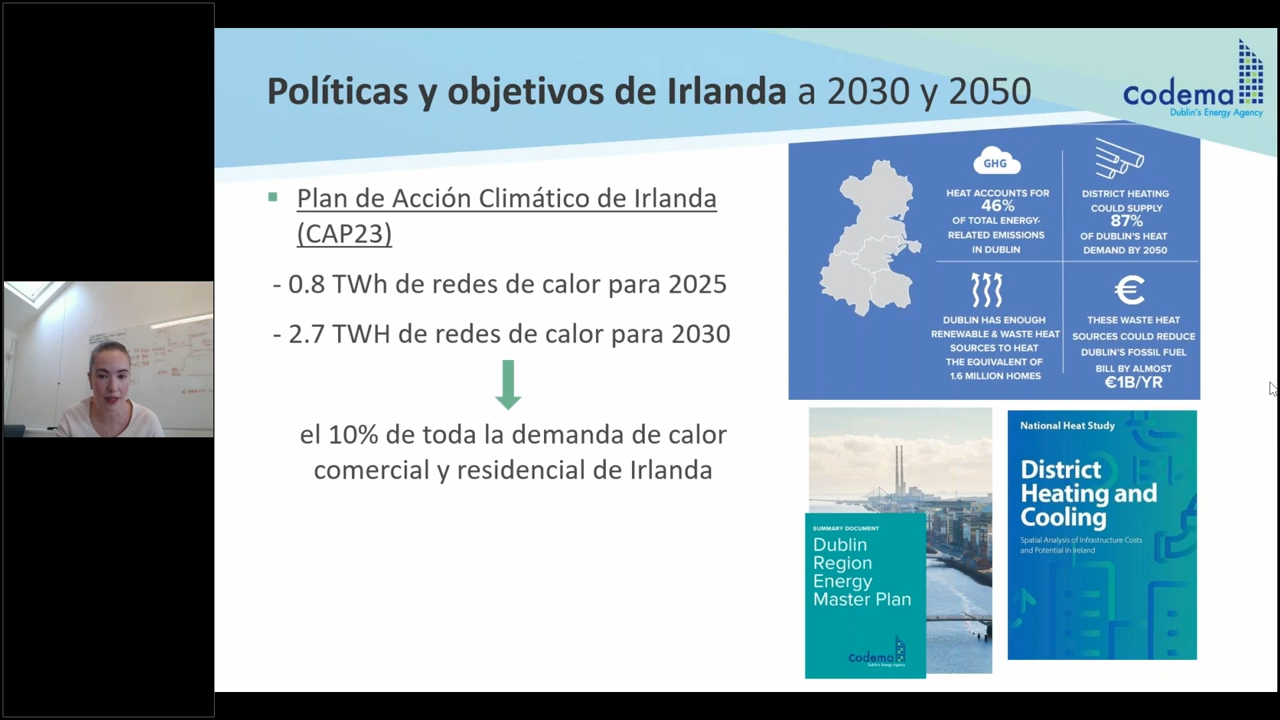 Políticas y objetivos de Irlanda a 2030 y 2050
codema
Dublin's Energy Agency
Plan de Acción Climático de Irlanda
(CAP23)
- 0.8 TWh de redes de calor para 2025
- 2.7 TWH de redes de calor para 2030
el 10% de toda la demanda de calor
comercial y residencial de Irlanda
GHG
HEAT ACCOUNTS FOR
46%
OF TOTAL ENERGY-
RELATED EMISSIONS
IN DUBLIN
DISTRICT HEATING
COULD SUPPLY
87%
OF DUBLIN'S HEAT
DEMAND BY 2050
DUBLIN HAS ENOUGH
RENEWABLE & WASTE HEAT
SOURCES TO HEAT
THE EQUIVALENT OF
1.6 MILLION HOMES
€
THESE WASTE HEAT
SOURCES COULD REDUCE
DUBLIN'S FOSSIL FUEL
BILL BY ALMOST
€1B/YR
SUMMARY DOCUMENT
Dublin
Region
Energy
Master Plan
codema
Dublin's Energy Agency
National Heat Study
District
Heating and
Cooling
Spatial Analysis of Infrastructure Costs
and Potential in Ireland